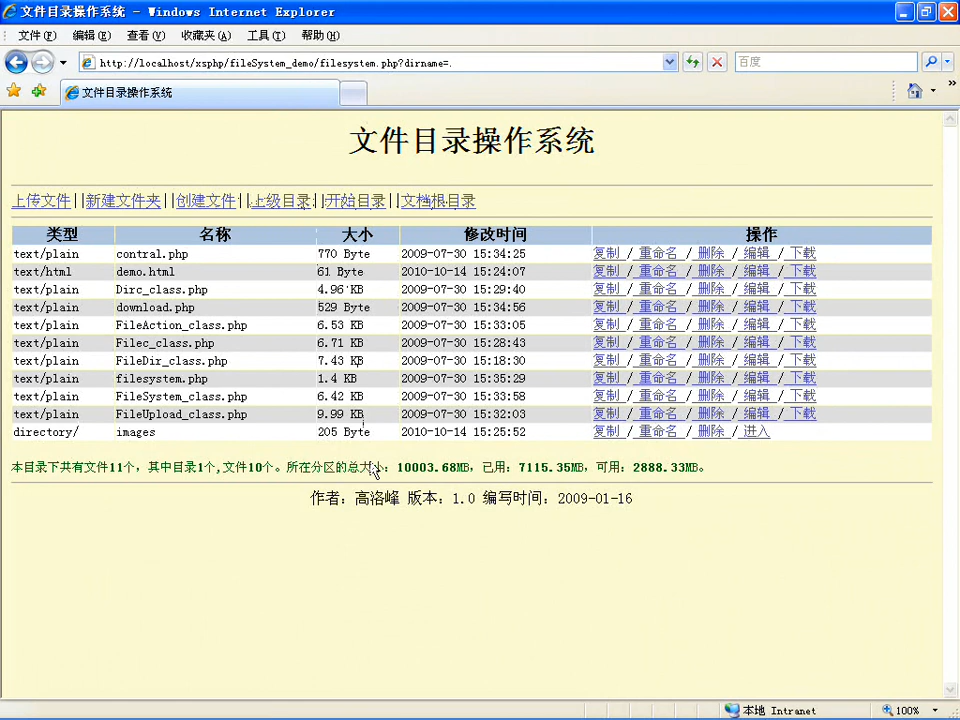 文件目录操作系统 - Windows Internet Explorer
文件(F) 编辑(E) 查看(V) 收藏夹(A) 工具(T) 帮助(H)
http://localhost/xsphp/fileSystem_demo/filesystem.php?dirname=. 百度
文件目录操作系统
文件目录操作系统
上传文件||新建文件夹||创建文件||上级目录||开始目录||文档根目录
类型 名称 大小 修改时间 操作
text/plain contral.php 770 Byte 2009-07-30 15:34:25 复制 / 重命名 / 删除 / 编辑 / 下载
text/html demo.html 61 Byte 2010-10-14 15:24:07 复制 / 重命名 / 删除 / 编辑 / 下载
text/plain Dirc_class.php 4.96 KB 2009-07-30 15:29:40 复制 / 重命名 / 删除 / 编辑 / 下载
text/plain download.php 529 Byte 2009-07-30 15:34:56 复制 / 重命名 / 删除 / 编辑 / 下载
text/plain FileAction_class.php 6.53 KB 2009-07-30 15:33:05 复制 / 重命名 / 删除 / 编辑 / 下载
text/plain Filec_class.php 6.71 KB 2009-07-30 15:28:43 复制 / 重命名 / 删除 / 编辑 / 下载
text/plain FileDir_class.php 7.43 KB 2009-07-30 15:18:30 复制 / 重命名 / 删除 / 编辑 / 下载
text/plain filesystem.php 1.4 KB 2009-07-30 15:35:29 复制 / 重命名 / 删除 / 编辑 / 下载
text/plain FileSystem_class.php 6.42 KB 2009-07-30 15:33:58 复制 / 重命名 / 删除 / 编辑 / 下载
text/plain FileUpload_class.php 9.99 KB 2009-07-30 15:32:03 复制 / 重命名 / 删除 / 编辑 / 下载
directory/ images 205 Byte 2010-10-14 15:25:52 复制 / 重命名 / 删除 / 进入
本目录下共有文件11个，其中目录1个,文件10个。所在分区的总大小：10003.68MB，已用：7115.35MB，可用：2888.33MB。
作者：高洛峰 版本：1.0 编写时间：2009-01-16
本地 Intranet 100%